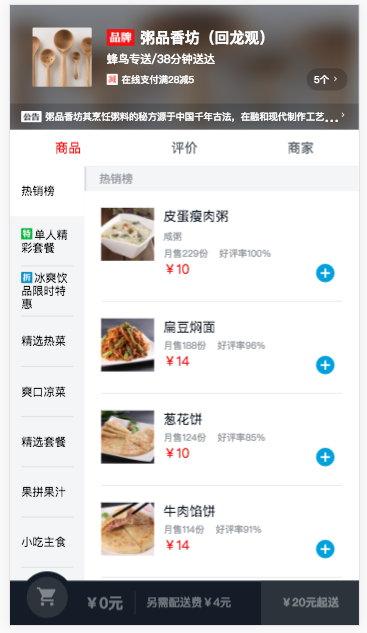 品牌 粥品香坊（回龙观）
蜂鸟专送/38分钟送达
减 在线支付满28减5
5个 >
公告 粥品香坊其烹饪粥料的秘方源于中国千年古法，在融和现代制作工艺... >
商品 评价 商家
热销榜
特 单人精
彩套餐
折 冰爽饮
品限时特
惠
精选热菜
爽口凉菜
精选套餐
果拼果汁
小吃主食
热销榜
皮蛋瘦肉粥
咸粥
月售229份 好评率100%
￥10
扁豆焖面
月售188份 好评率96%
￥14
葱花饼
月售124份 好评率85%
￥10
牛肉馅饼
月售114份 好评率91%
￥14
￥0元 另需配送费￥4元 ￥20元起送